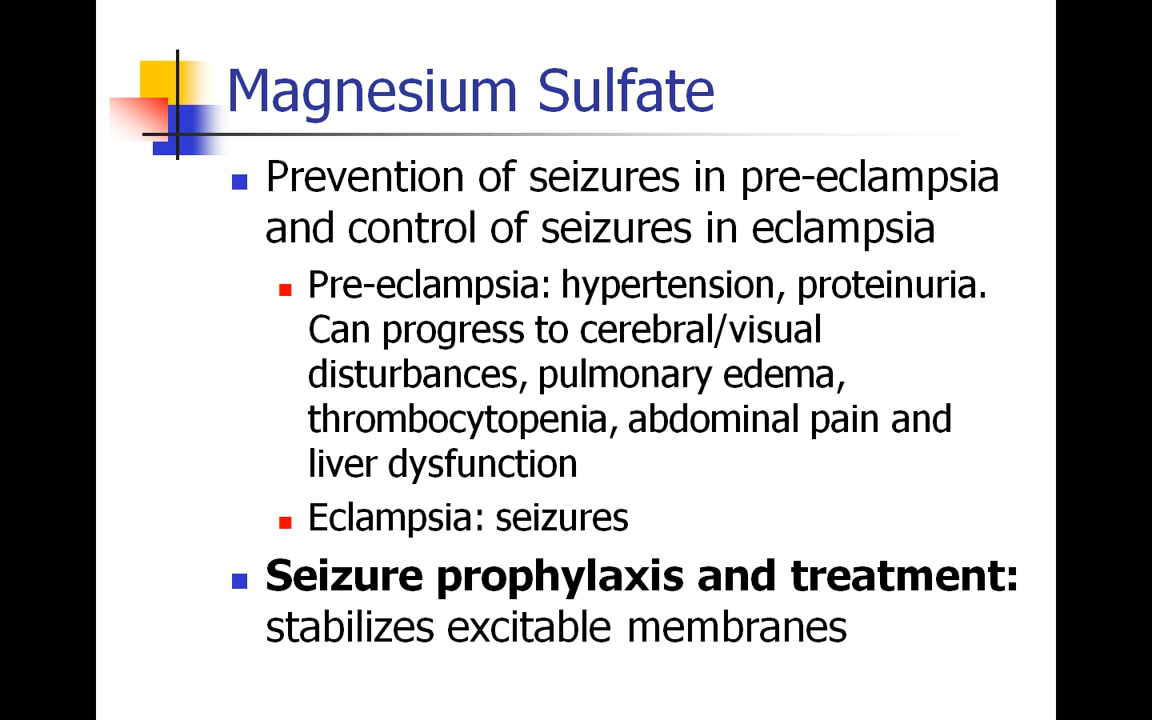 Magnesium Sulfate
Prevention of seizures in pre-eclampsia
and control of seizures in eclampsia
Pre-eclampsia: hypertension, proteinuria.
Can progress to cerebral/visual
disturbances, pulmonary edema,
thrombocytopenia, abdominal pain and
liver dysfunction
Eclampsia: seizures
Seizure prophylaxis and treatment:
stabilizes excitable membranes